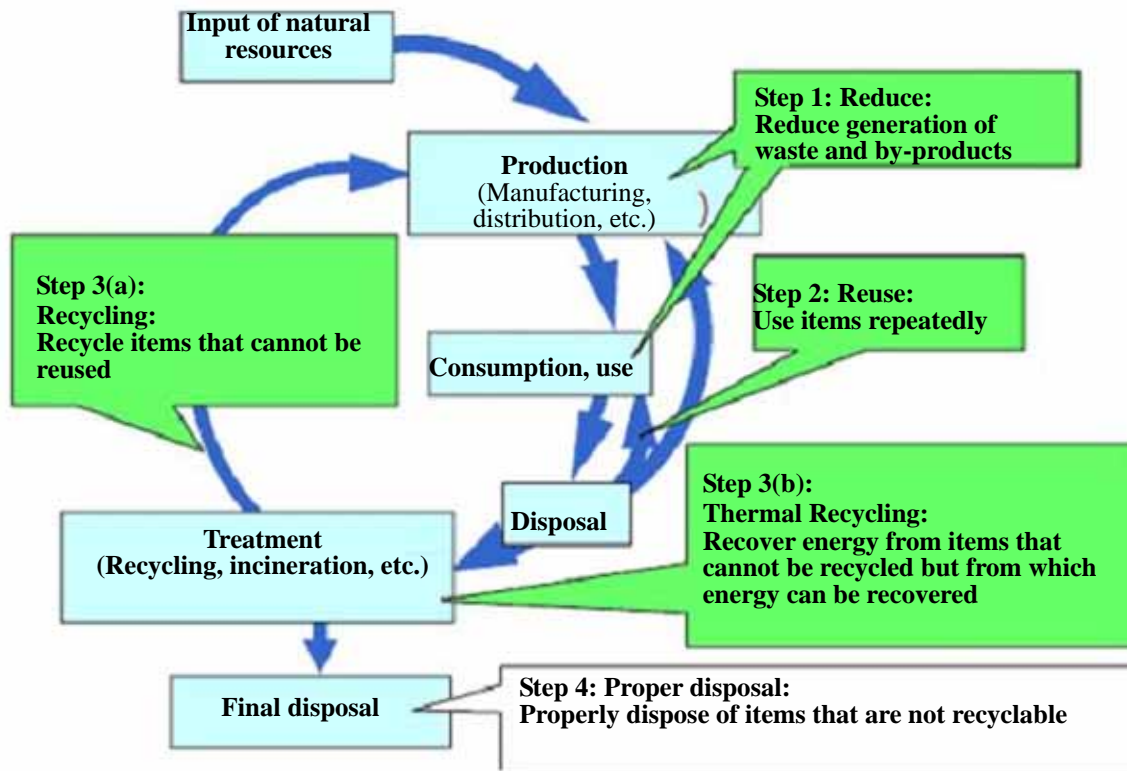 Input of natural
resources
Step 1: Reduce:
Reduce generation of
waste and by-products
Production
(Manufacturing,
distribution, etc.)
)
Step 3(a):
Recycling:
Recycle items that cannot be
reused
Step 2: Reuse:
Use items repeatedly
Consumption, use
Step 3(b):
Thermal Recycling:
Recover energy from items that
cannot be recycled but from which
energy can be recovered
Disposal
Treatment
(Recycling, incineration, etc.)
Final disposal
Step 4: Proper disposal:
Properly dispose of items that are not recyclable